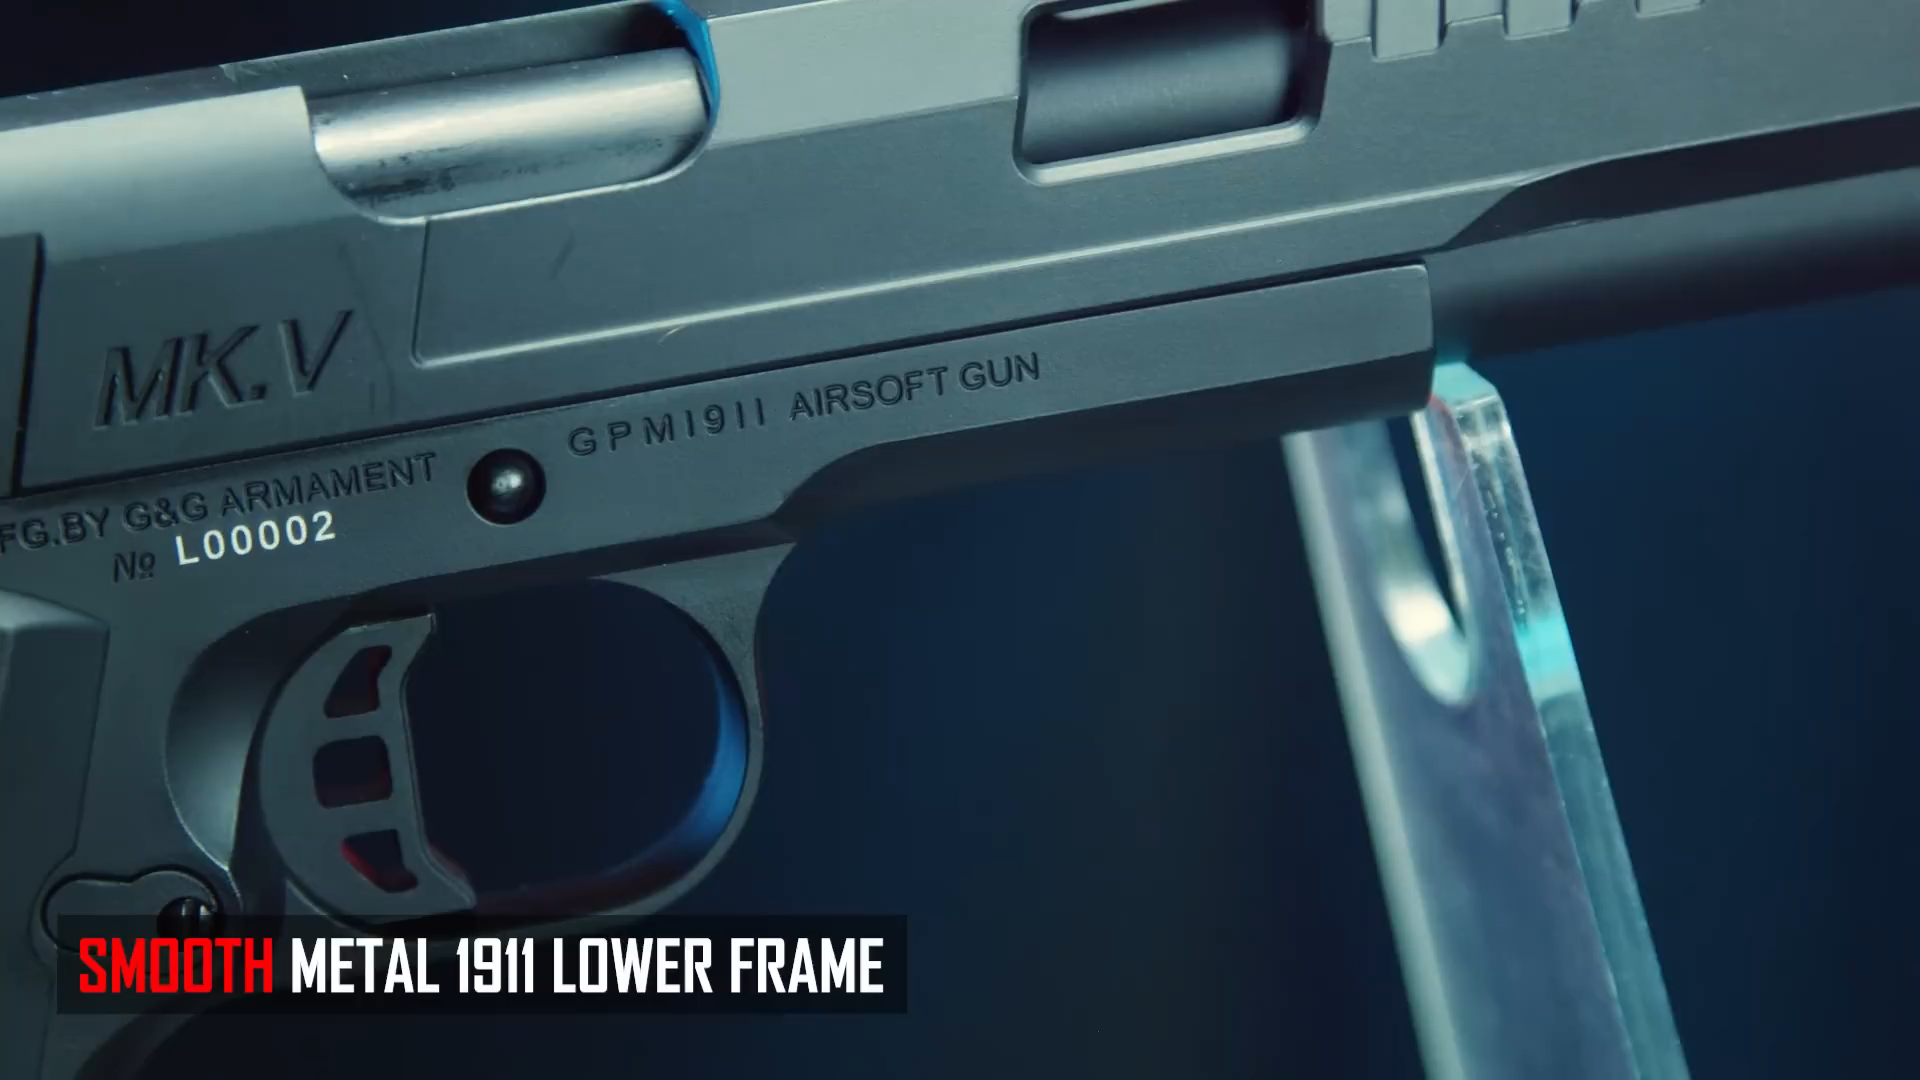 MK.V
GPM1911 AIRSOFT GUN
FG.BY G&G ARMAMENT
№ L00002
SMOOTH METAL 1911 LOWER FRAME